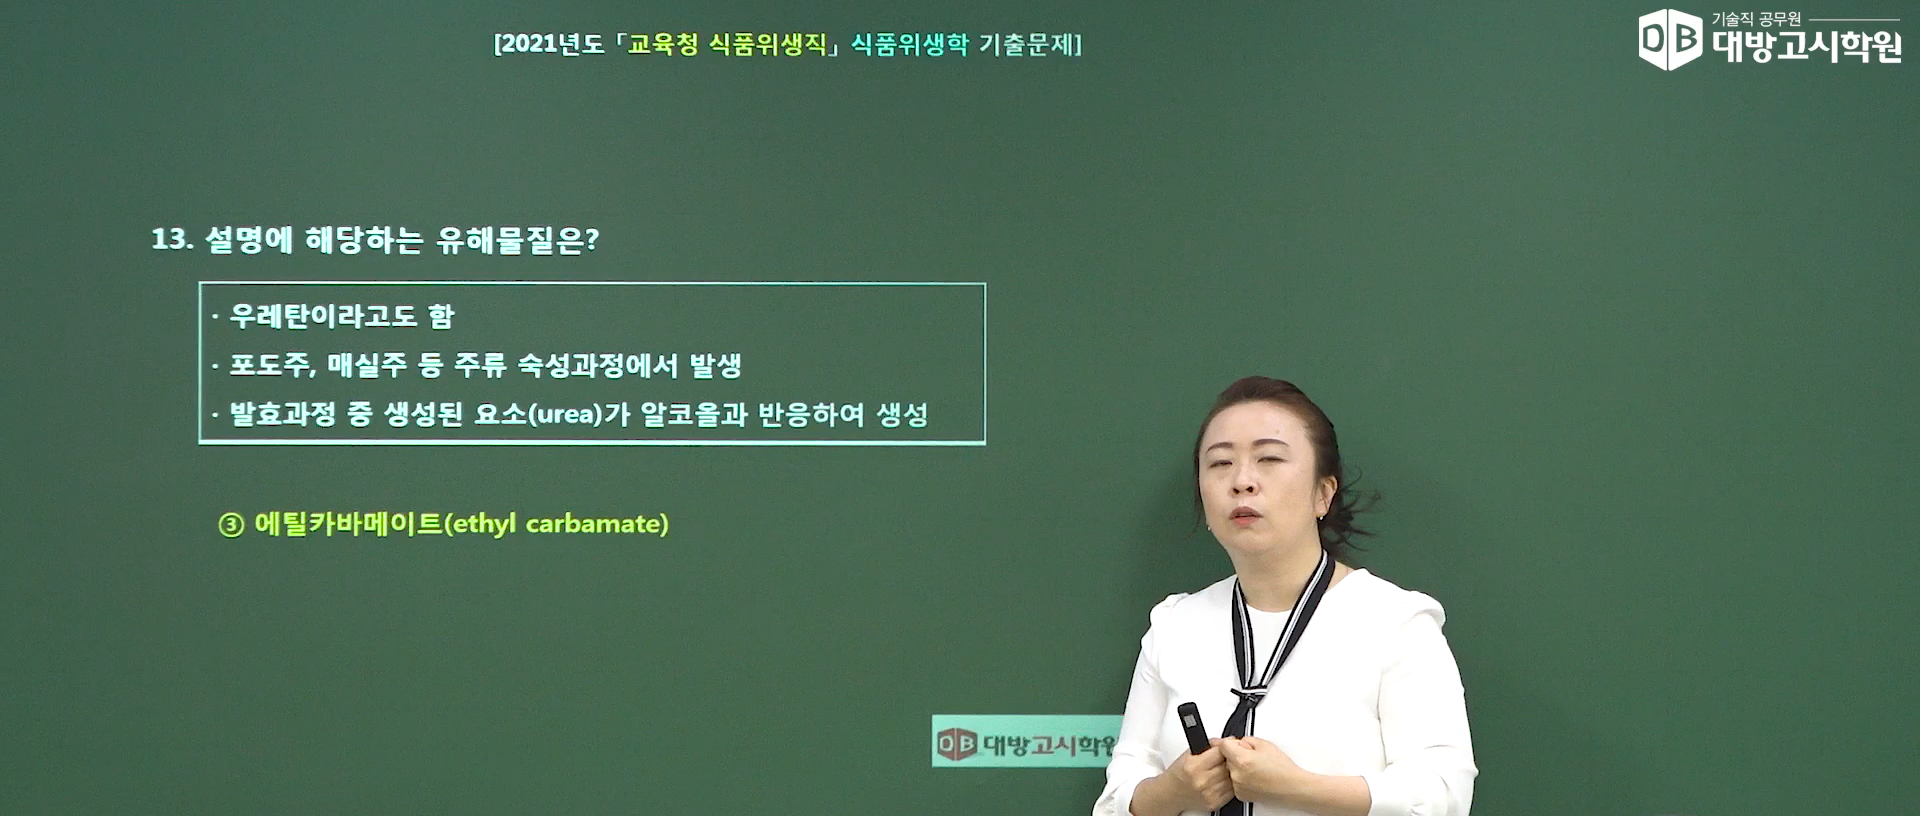 [2021년도 「교육청 식품위생직」 식품위생학 기출문제]
기술직 공무원
DB 대방고시학원
13. 설명에 해당하는 유해물질은?
· 우레탄이라고도 함
· 포도주, 매실주 등 주류 숙성과정에서 발생
· 발효과정 중 생성된 요소(urea)가 알코올과 반응하여 생성
③ 에틸카바메이트(ethyl carbamate)
DB 대방고시학원